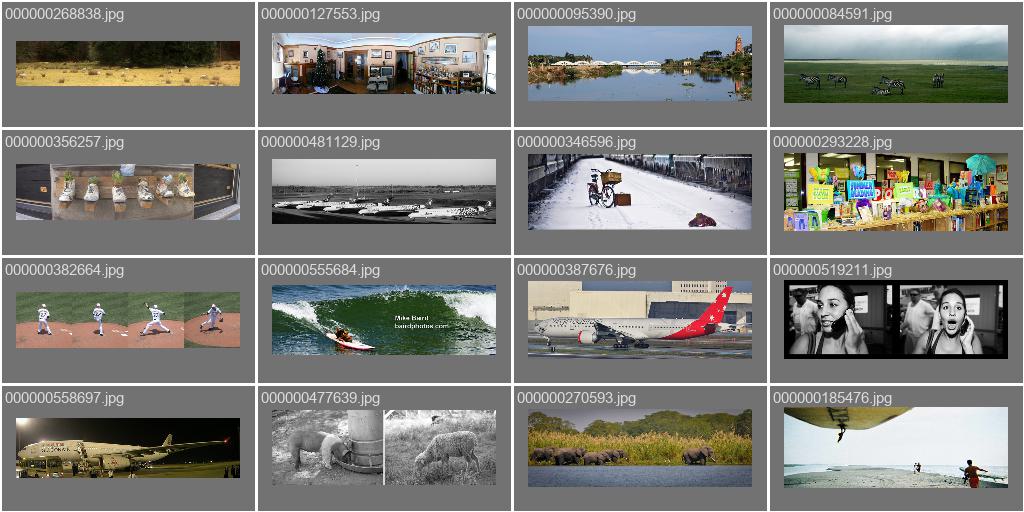 000000268838.jpg
000000127553.jpg
000000095390.jpg
000000084591.jpg
000000356257.jpg
000000481129.jpg
000000346596.jpg
000000293228.jpg
000000382664.jpg
000000555684.jpg
000000387676.jpg
000000519211.jpg
Mike Baird
bairdphotos.com
000000558697.jpg
000000477639.jpg
000000270593.jpg
000000185476.jpg